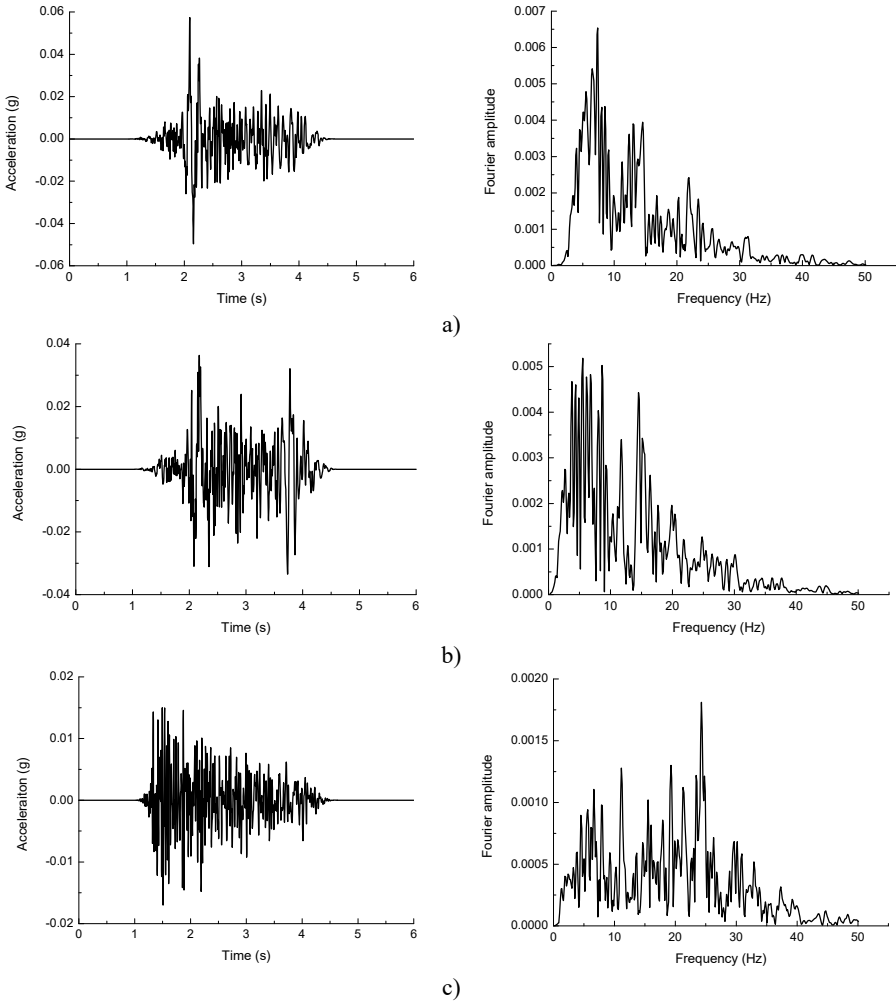 0.06
0.04
0.02
0.00
-0.02
-0.04
-0.06
Acceleration (g)
0 1 2 3 4 5 6
Time (s)
0.007
0.006
0.005
0.004
0.003
0.002
0.001
0.000
Fourier amplitude
0 10 20 30 40 50
Frequency (Hz)
a)
0.04
0.02
0.00
-0.02
-0.04
Acceleration (g)
0 1 2 3 4 5 6
Time (s)
0.005
0.004
0.003
0.002
0.001
0.000
Fourier amplitude
0 10 20 30 40 50
Frequency (Hz)
b)
0.02
0.01
0.00
-0.01
-0.02
Acceleraiton (g)
0 1 2 3 4 5 6
Time (s)
0.0020
0.0015
0.0010
0.0005
0.0000
Fourier amplitude
0 10 20 30 40 50
Frequency (Hz)
c)